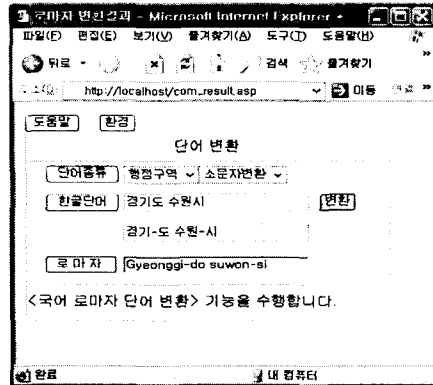 로마자 변환결과 - Microsoft Internet Explorer
파일(F) 편집(E) 보기(V) 즐겨찾기(A) 도구(T) 도움말(H)
뒤로 검색 즐겨찾기
http://localhost/com_result.asp 이동
도움말 환경
단어 변환
단어종류 행정구역 소문자변환
한글단어 경기도 수원시 변환
경기-도 수원-시
로마자 Gyeonggi-do suwon-si
<국어 로마자 단어 변환> 기능을 수행합니다.
완료 내 컴퓨터